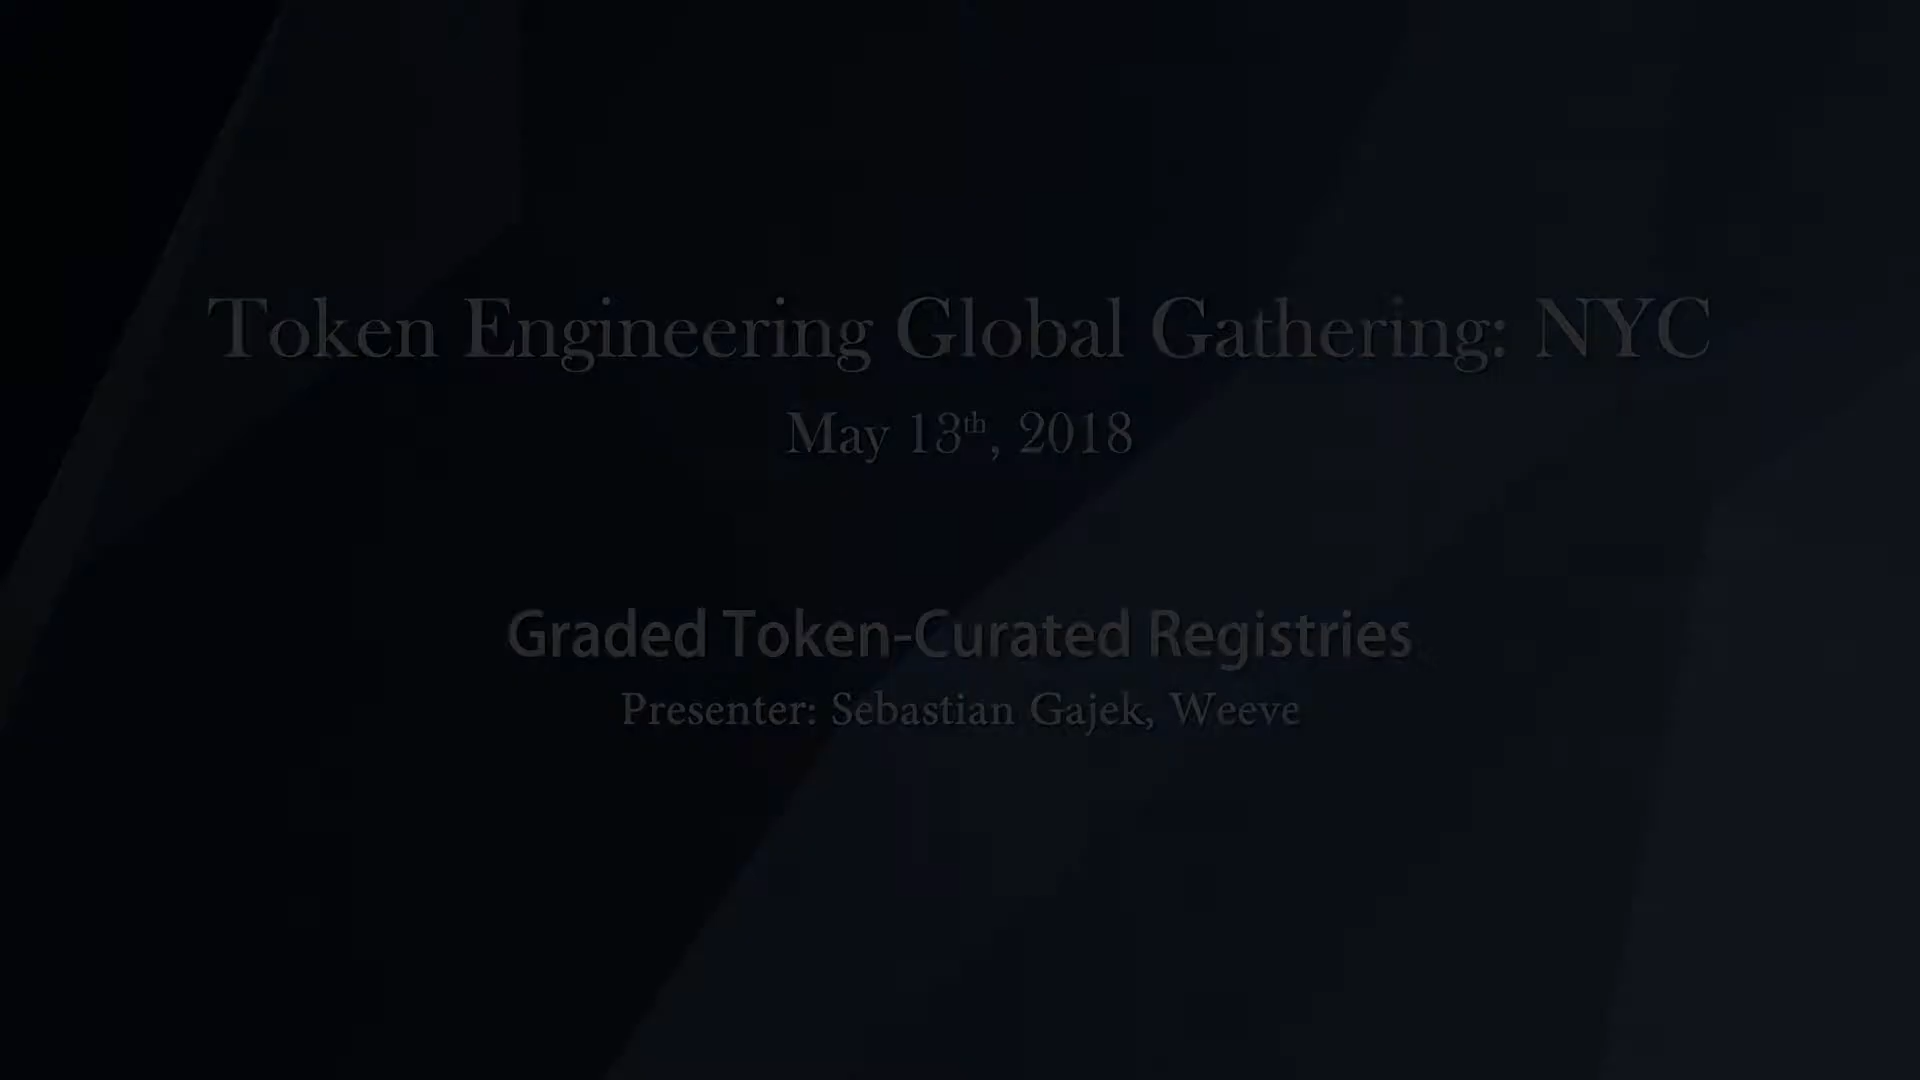 Token Engineering Global Gathering: NYC
May 13th, 2018
Graded Token-Curated Registries
Presenter: Sebastian Gajek, Weeve